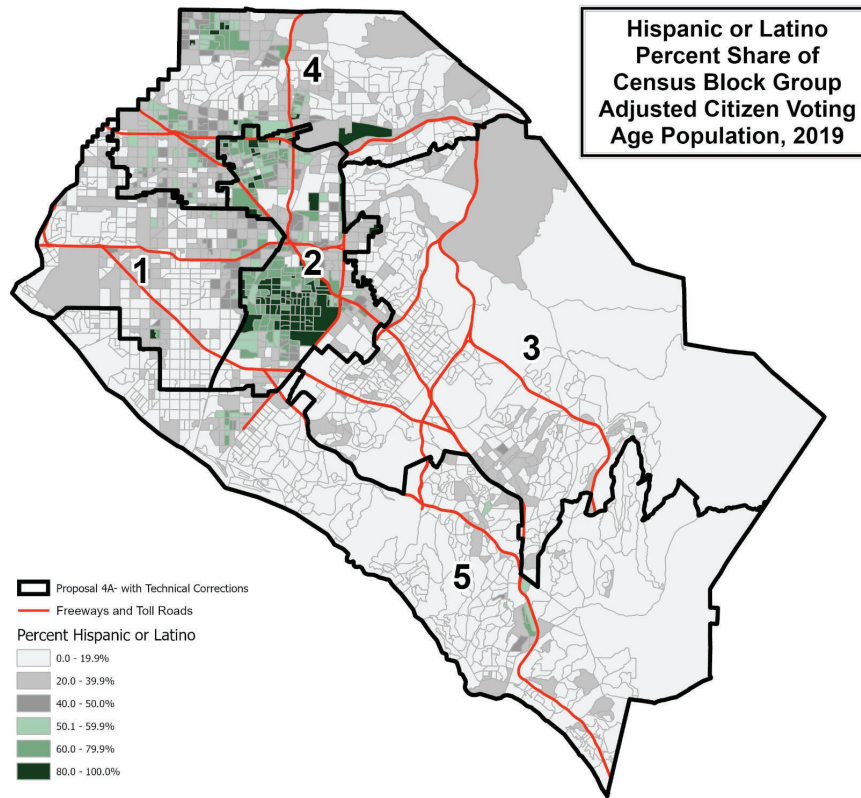 Hispanic or Latino
Percent Share of
Census Block Group
Adjusted Citizen Voting
Age Population, 2019
4
1
2
3
5
Proposal 4A- with Technical Corrections
Freeways and Toll Roads
Percent Hispanic or Latino
0.0 - 19.9%
20.0 - 39.9%
40.0 - 50.0%
50.1 - 59.9%
60.0 - 79.9%
80.0 - 100.0%